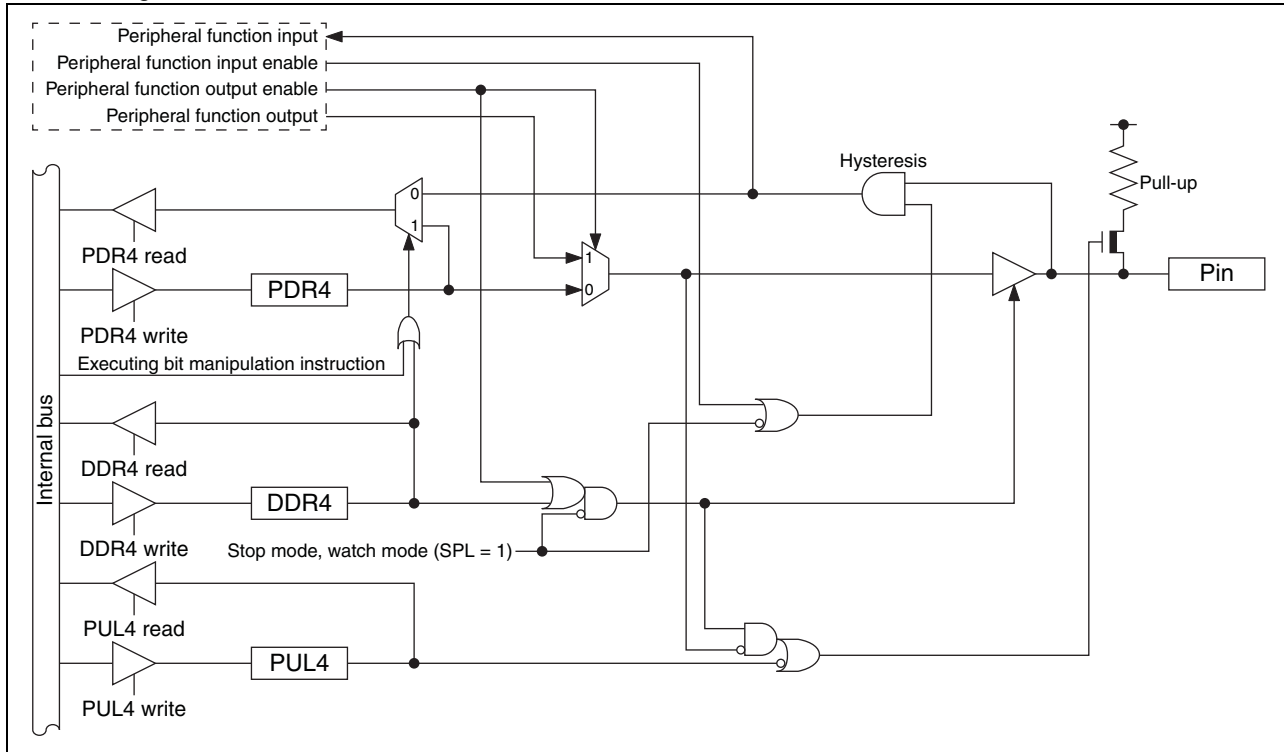 Peripheral function input
Peripheral function input enable
Peripheral function output enable
Peripheral function output
Hysteresis
Pull-up
0
1
PDR4 read
1
PDR4
0
Pin
PDR4 write
Executing bit manipulation instruction
Internal bus
DDR4 read
DDR4
DDR4 write
Stop mode, watch mode (SPL = 1)
PUL4 read
PUL4
PUL4 write